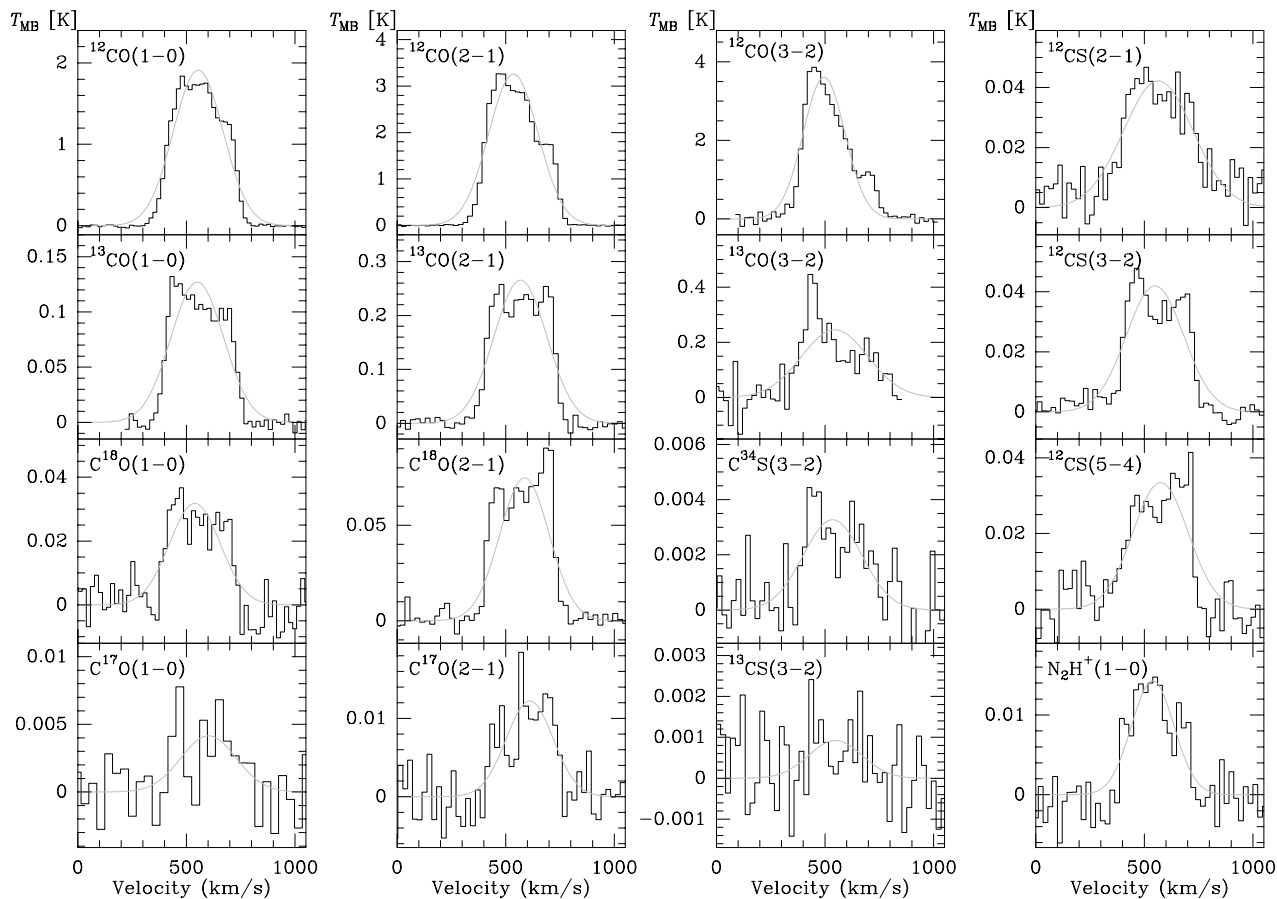 T_MB [K] T_MB [K] T_MB [K] T_MB [K]
¹²CO(1−0) ¹²CO(2−1) ¹²CO(3−2) ¹²CS(2−1)
2 1 0
4 3 2 1 0
4 2 0
0.04 0.02 0
¹³CO(1−0) ¹³CO(2−1) ¹³CO(3−2) ¹²CS(3−2)
0.15 0.1 0.05 0
0.3 0.2 0.1 0
0.4 0.2 0
0.04 0.02 0
C¹⁸O(1−0) C¹⁸O(2−1) C³⁴S(3−2) ¹²CS(5−4)
0.04 0.02 0
0.05 0
0.006 0.004 0.002 0
0.04 0.02 0
C¹⁷O(1−0) C¹⁷O(2−1) ¹³CS(3−2) N₂H⁺(1−0)
0.01 0.005 0
0.01 0
0.003 0.002 0.001 0 −0.001
0.01 0
0 500 1000 0 500 1000 0 500 1000 0 500 1000
Velocity (km/s) Velocity (km/s) Velocity (km/s) Velocity (km/s)